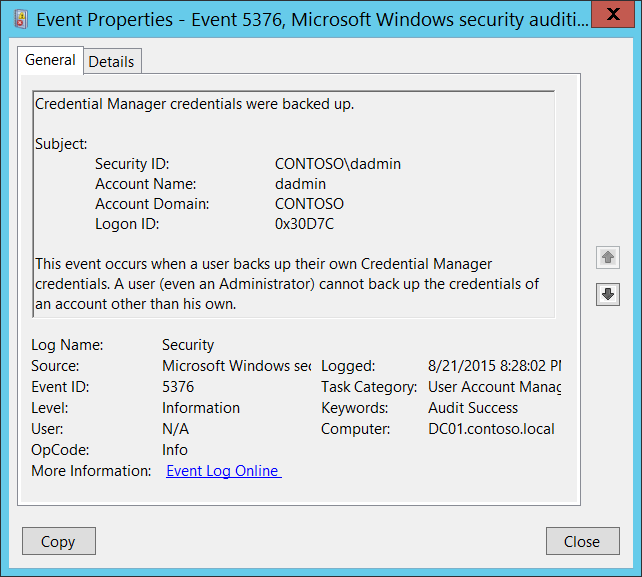 Event Properties - Event 5376, Microsoft Windows security auditi...
X
General
Details
Credential Manager credentials were backed up.
Subject:
Security ID: CONTOSO\dadmin
Account Name: dadmin
Account Domain: CONTOSO
Logon ID: 0x30D7C
This event occurs when a user backs up their own Credential Manager
credentials. A user (even an Administrator) cannot back up the credentials of
an account other than his own.
Log Name: Security
Source: Microsoft Windows sec Logged: 8/21/2015 8:28:02 PM
Event ID: 5376 Task Category: User Account Manag
Level: Information Keywords: Audit Success
User: N/A Computer: DC01.contoso.local
OpCode: Info
More Information: Event Log Online
Copy
Close